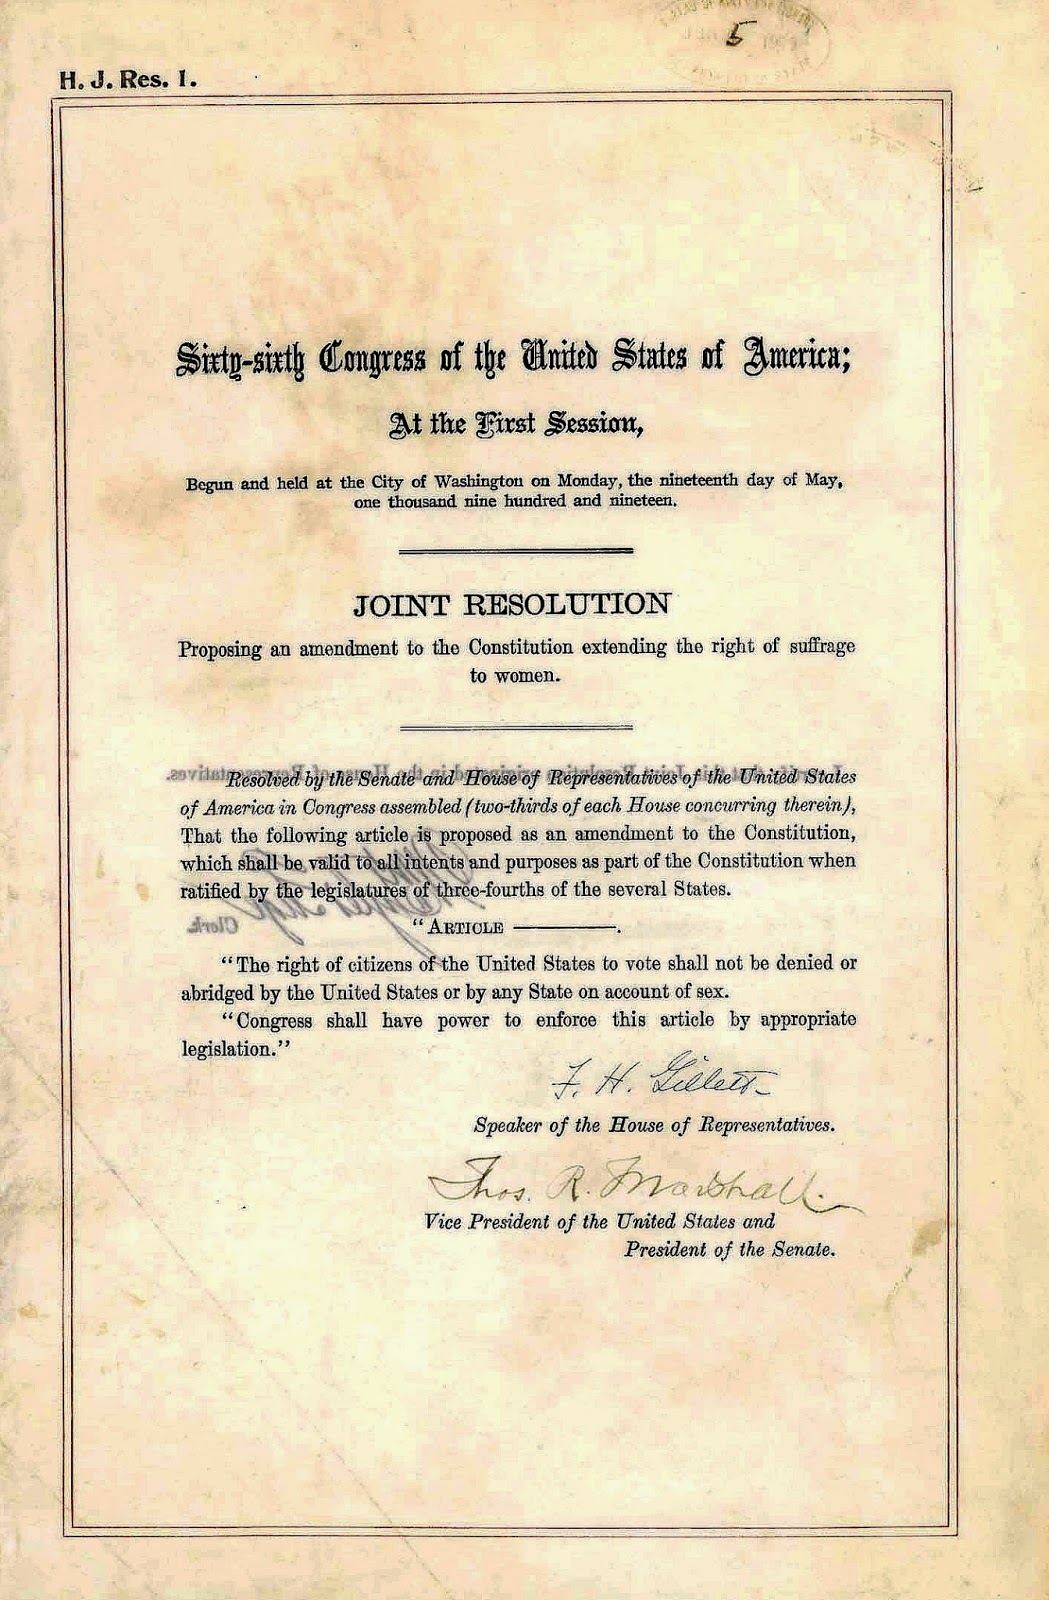 5
H. J. Res. 1.
Sixty-sixth Congress of the United States of America;
At the First Session,
Begun and held at the City of Washington on Monday, the nineteenth day of May,
one thousand nine hundred and nineteen.
JOINT RESOLUTION
Proposing an amendment to the Constitution extending the right of suffrage
to women.
Resolved by the Senate and House of Representatives of the United States
of America in Congress assembled (two-thirds of each House concurring therein),
That the following article is proposed as an amendment to the Constitution,
which shall be valid to all intents and purposes as part of the Constitution when
ratified by the legislatures of three-fourths of the several States.
"ARTICLE ————.
"The right of citizens of the United States to vote shall not be denied or
abridged by the United States or by any State on account of sex.
"Congress shall have power to enforce this article by appropriate
legislation."
F. H. Gillett
Speaker of the House of Representatives.
Thos. R. Marshall.
Vice President of the United States and
President of the Senate.
Clerk.